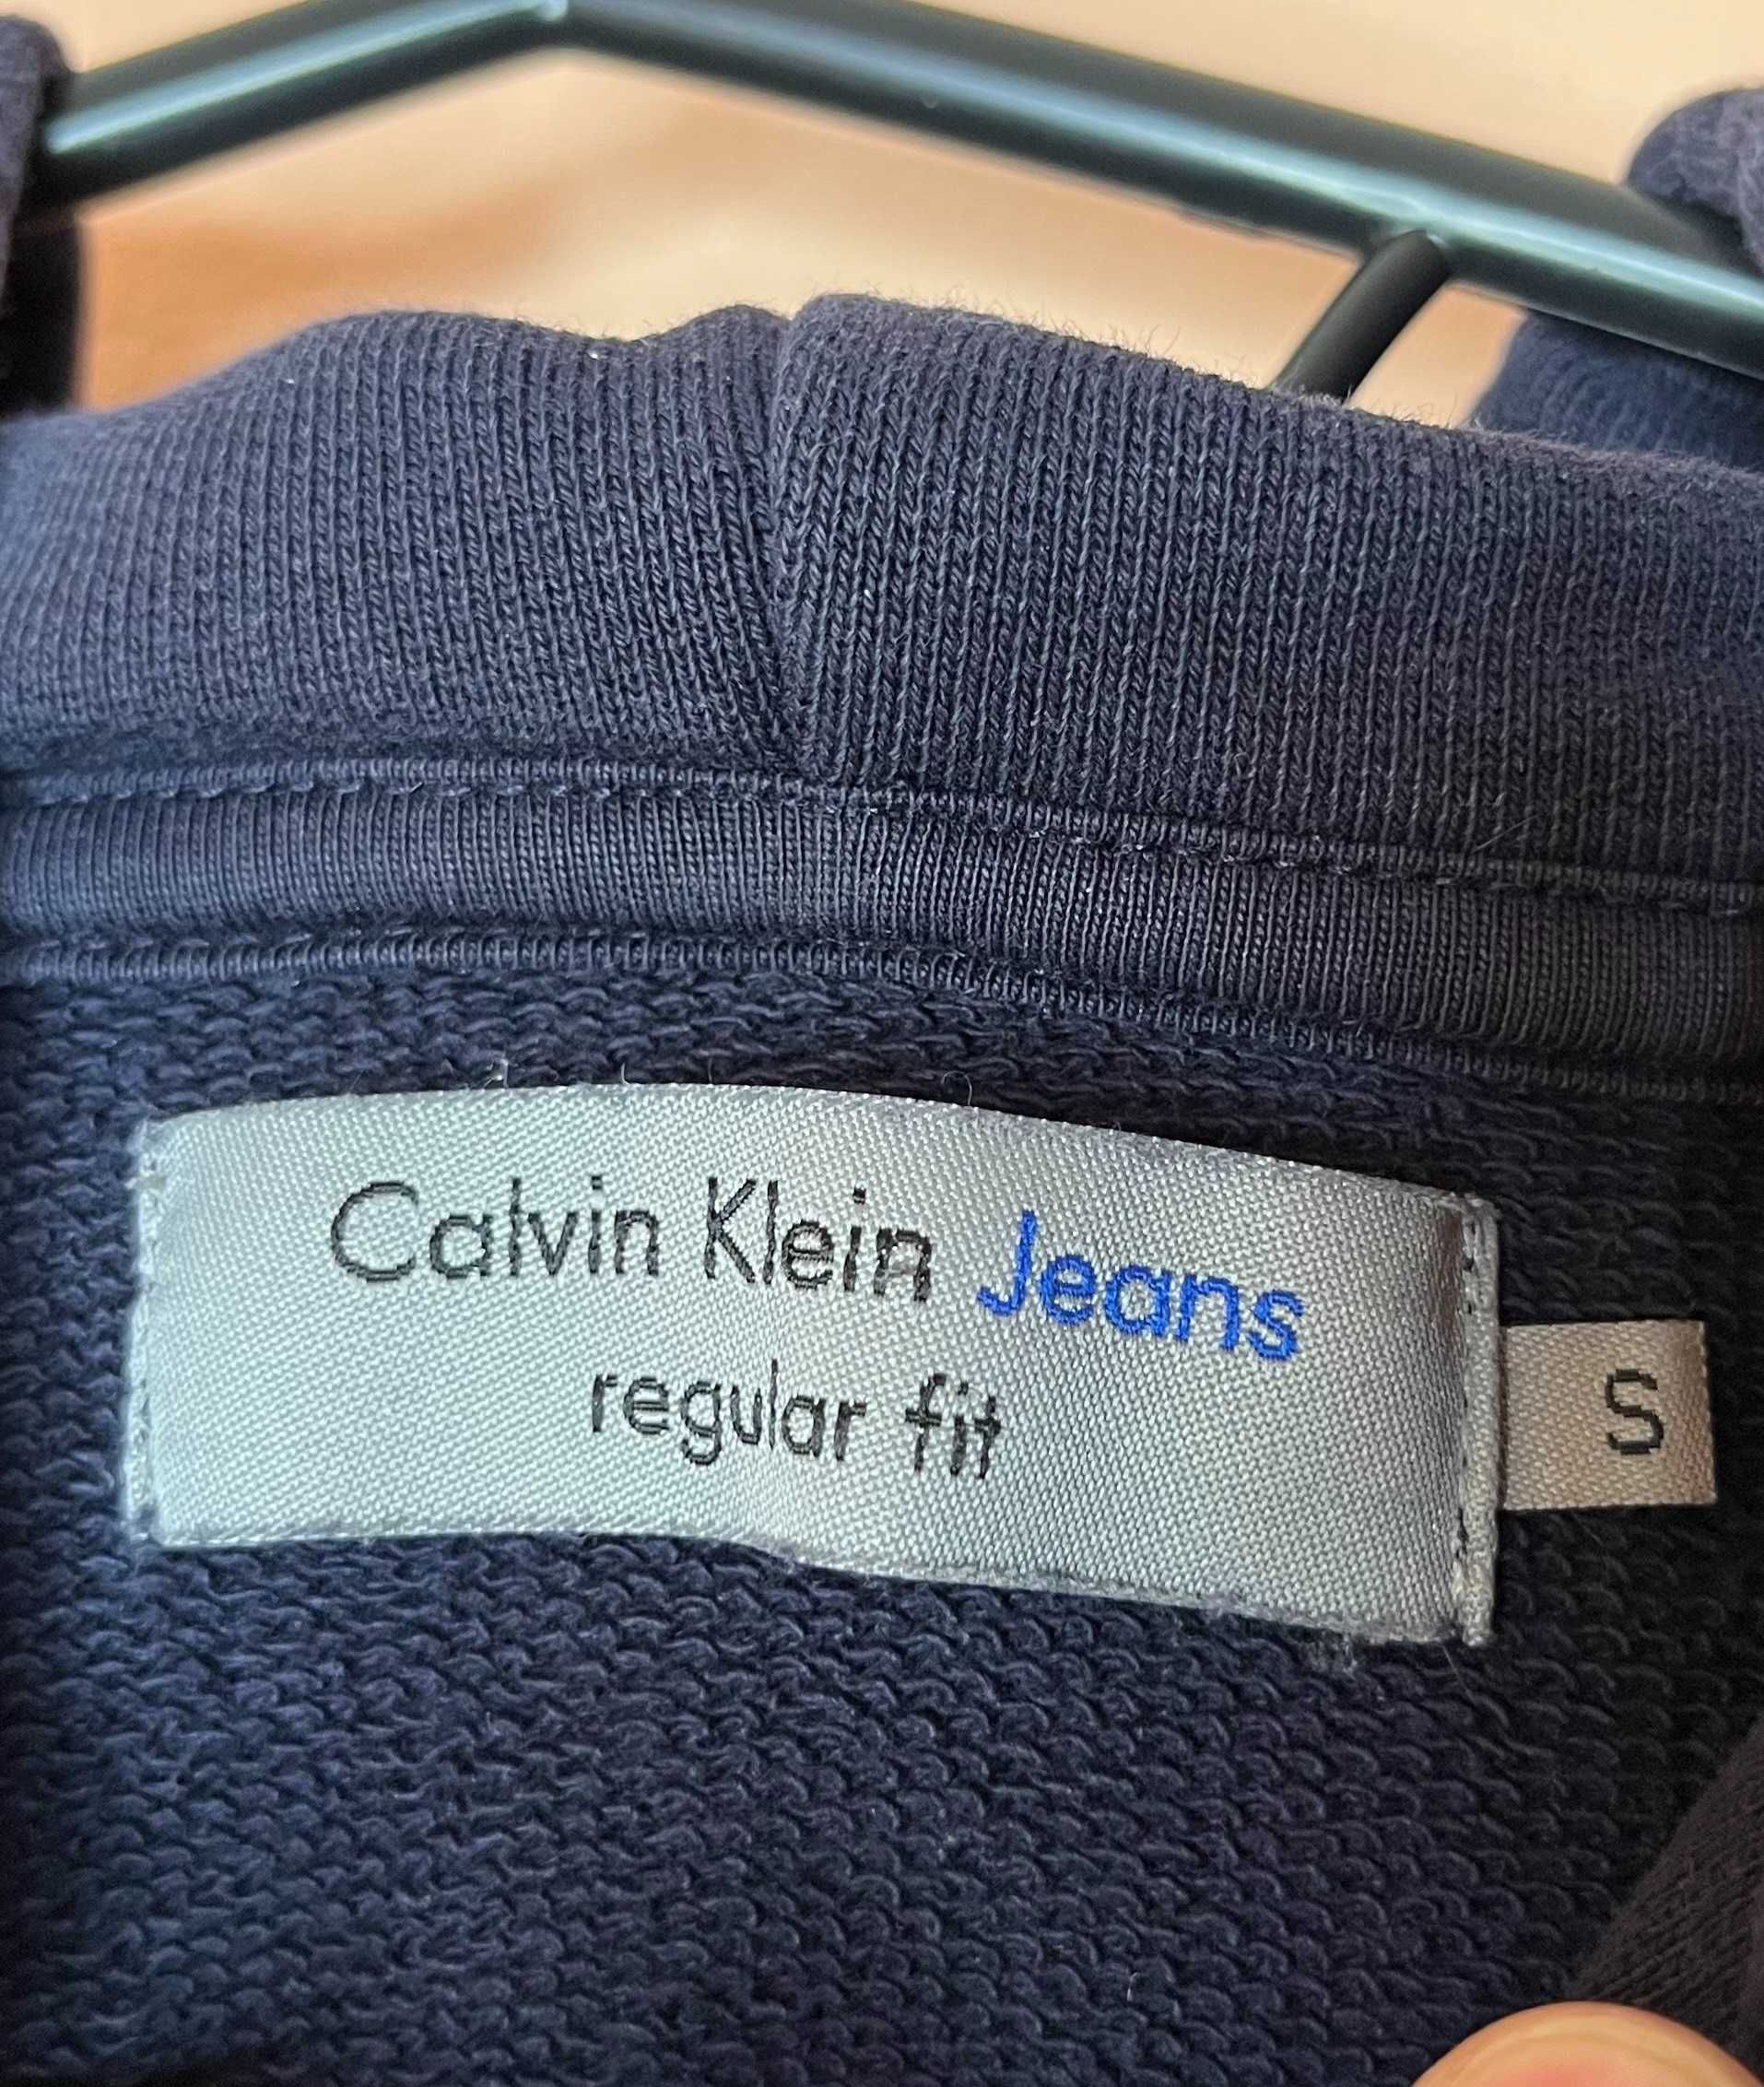 Calvin Klein Jeans
regular fit
S